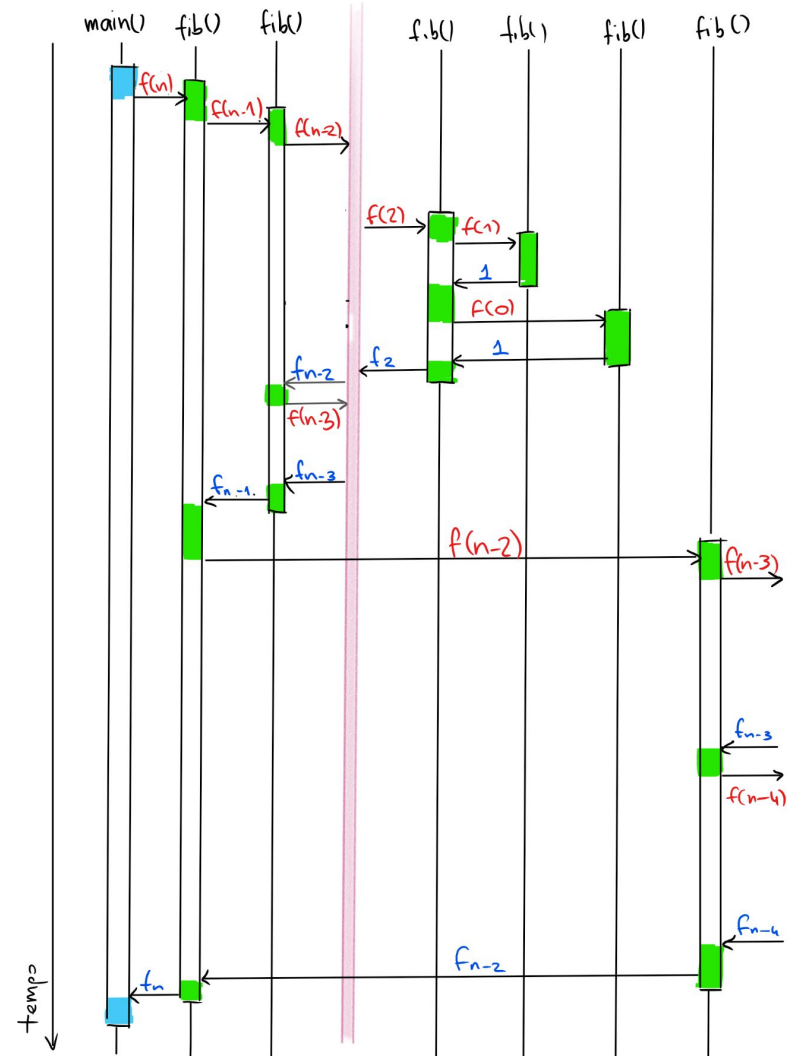 main() fib() fib() fib() fib() fib() fib()
f(n)
f(n-1)
f(n-2)
f(2)
f(1)
1
f(0)
1
f2
fn-2
f(n-3)
fn-3
fn-1
f(n-2)
f(n-3)
fn-3
f(n-4)
fn-4
fn-2
fn
tempo